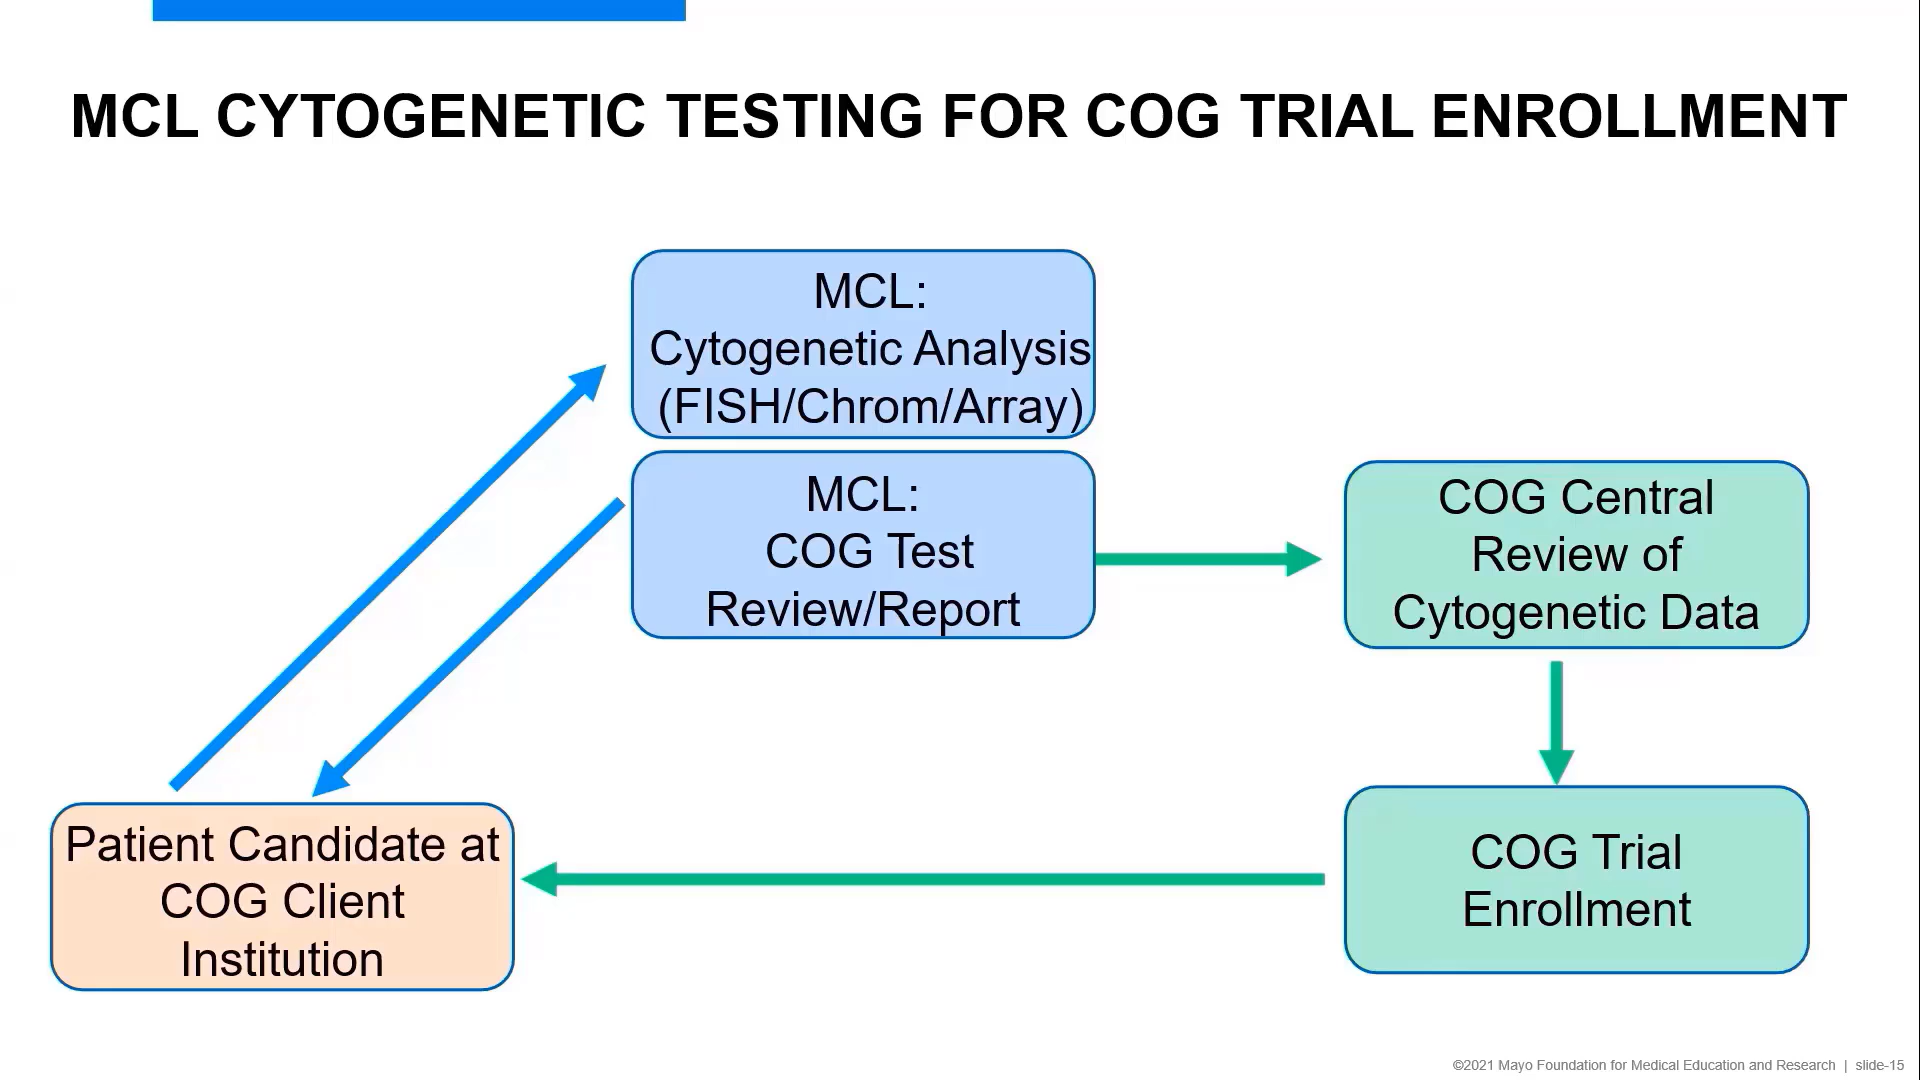 MCL CYTOGENETIC TESTING FOR COG TRIAL ENROLLMENT
MCL:
Cytogenetic Analysis
(FISH/Chrom/Array)
MCL:
COG Test
Review/Report
COG Central
Review of
Cytogenetic Data
COG Trial
Enrollment
Patient Candidate at
COG Client
Institution
©2021 Mayo Foundation for Medical Education and Research | slide-15